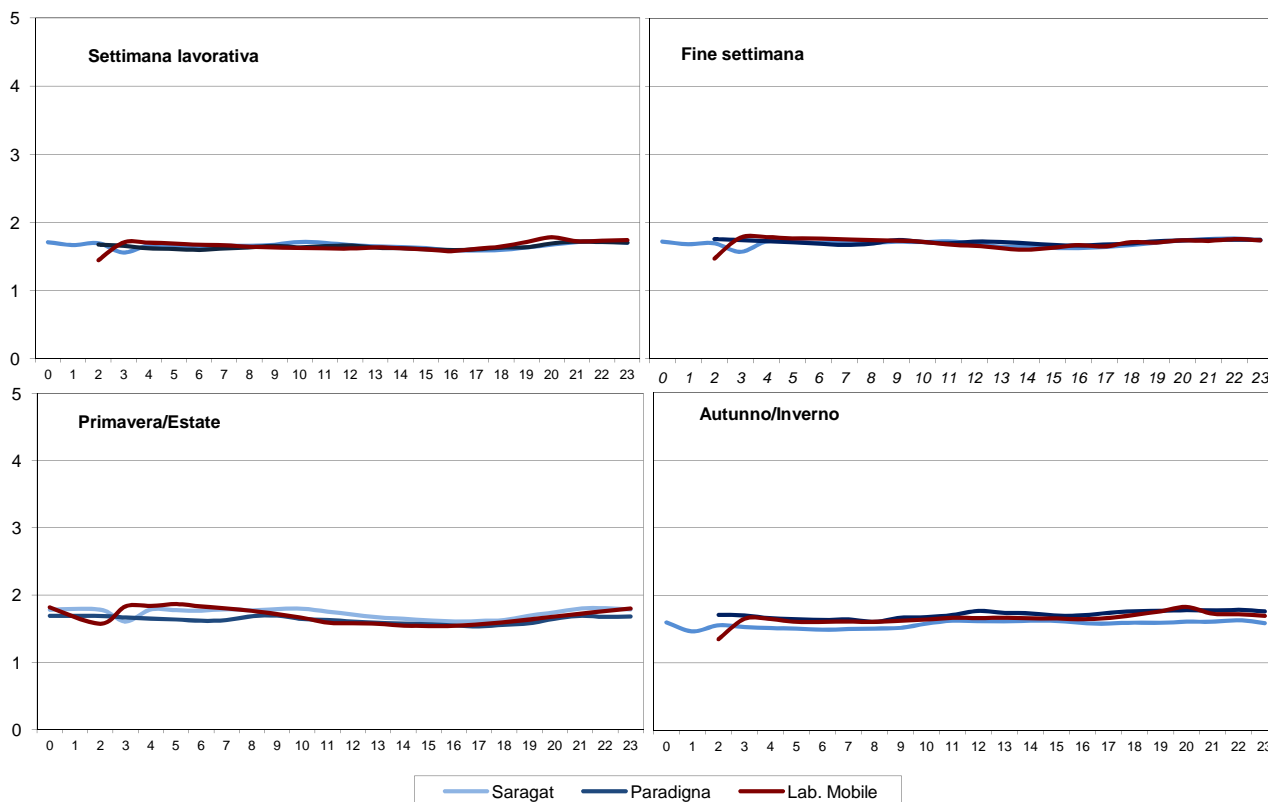 Settimana lavorativa
5
4
3
2
1
0
0 1 2 3 4 5 6 7 8 9 10 11 12 13 14 15 16 17 18 19 20 21 22 23
Fine settimana
0 1 2 3 4 5 6 7 8 9 10 11 12 13 14 15 16 17 18 19 20 21 22 23
Primavera/Estate
5
4
3
2
1
0
0 1 2 3 4 5 6 7 8 9 10 11 12 13 14 15 16 17 18 19 20 21 22 23
Autunno/Inverno
0 1 2 3 4 5 6 7 8 9 10 11 12 13 14 15 16 17 18 19 20 21 22 23
Saragat Paradigna Lab. Mobile